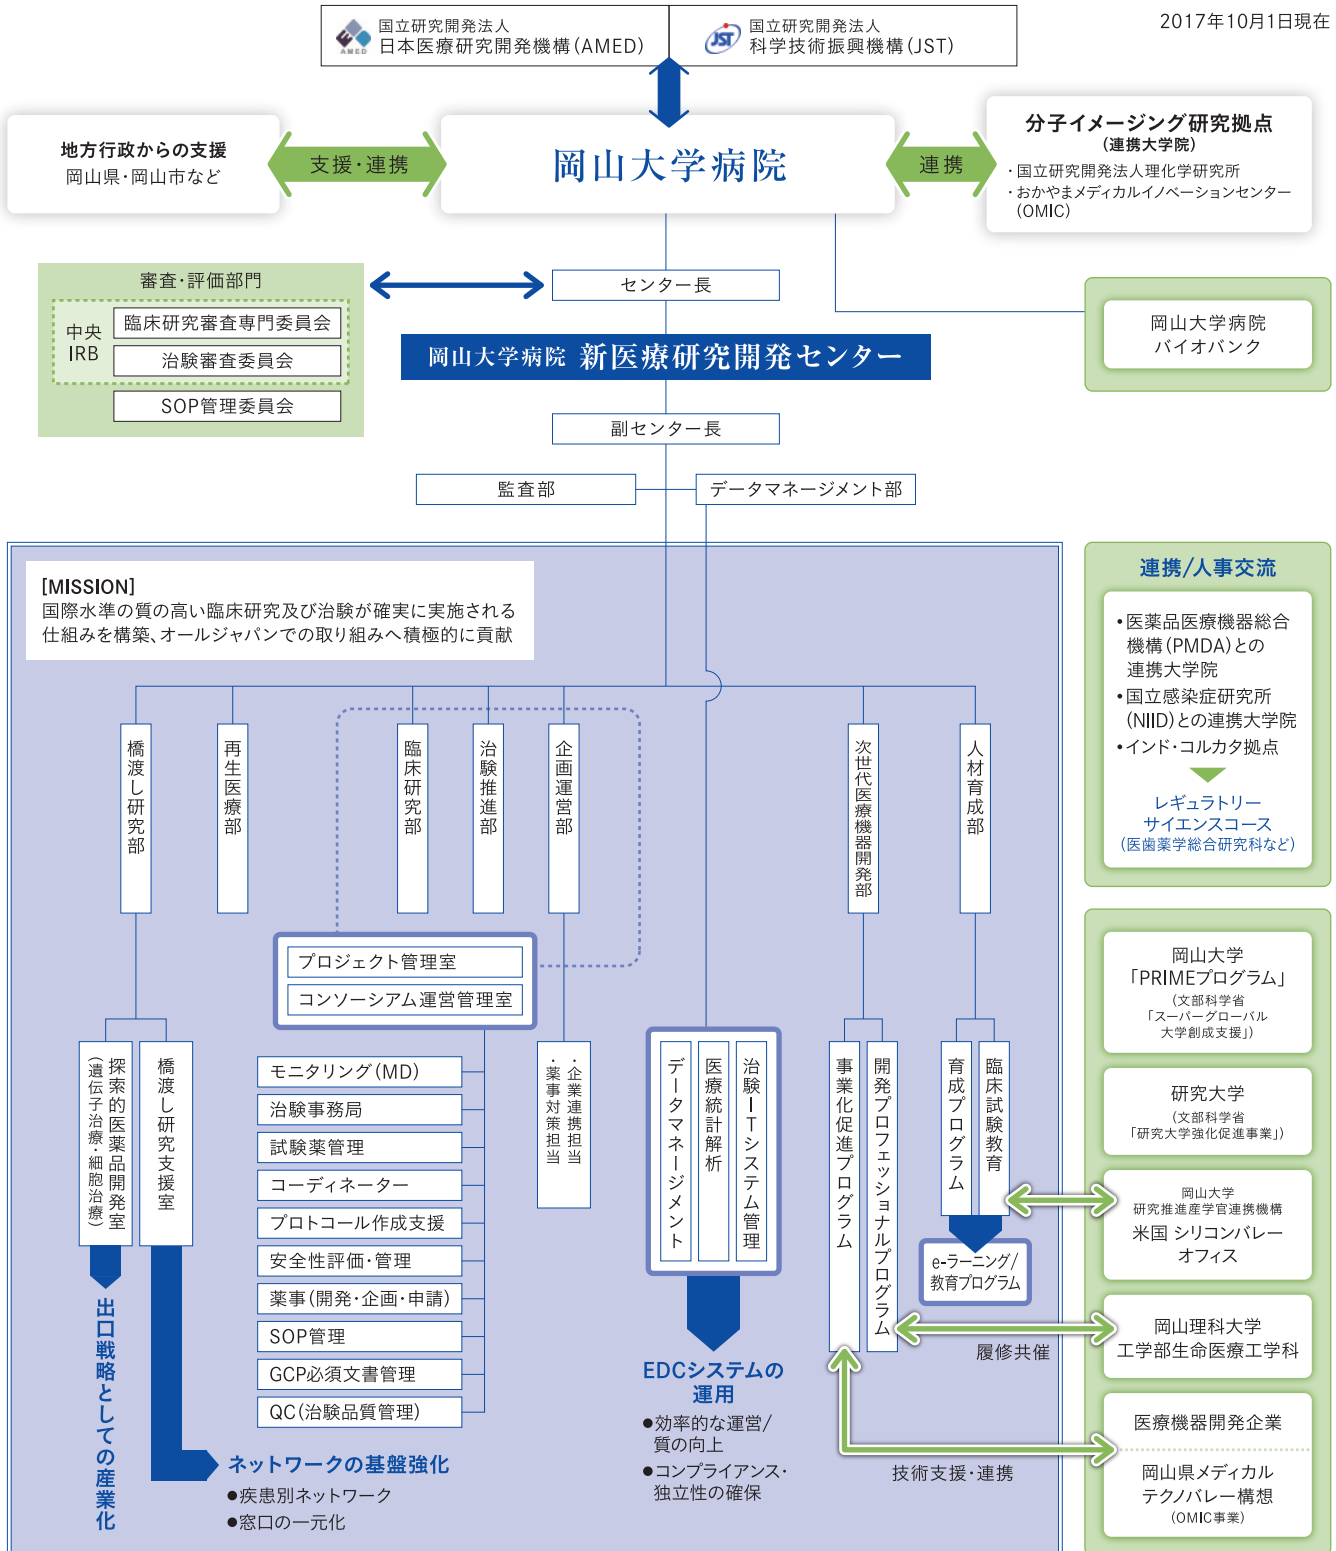 2017年10月1日現在
国立研究開発法人
日本医療研究開発機構(AMED)
AMED
国立研究開発法人
科学技術振興機構(JST)
JST
地方行政からの支援
岡山県・岡山市など
支援・連携
岡山大学病院
連携
分子イメージング研究拠点
(連携大学院)
・国立研究開発法人理化学研究所
・おかやまメディカルイノベーションセンター
(OMIC)
審査・評価部門
中央
IRB
臨床研究審査専門委員会
治験審査委員会
SOP管理委員会
センター長
岡山大学病院 新医療研究開発センター
副センター長
岡山大学病院
バイオバンク
監査部
データマネージメント部
[MISSION]
国際水準の質の高い臨床研究及び治験が確実に実施される
仕組みを構築、オールジャパンでの取り組みへ積極的に貢献
橋渡し研究部
再生医療部
臨床研究部
治験推進部
企画運営部
次世代医療機器開発部
人材育成部
プロジェクト管理室
コンソーシアム運営管理室
探索的医薬品開発室
(遺伝子治療・細胞治療)
橋渡し研究支援室
モニタリング(MD)
治験事務局
試験薬管理
コーディネーター
プロトコール作成支援
安全性評価・管理
薬事(開発・企画・申請)
SOP管理
GCP必須文書管理
QC(治験品質管理)
・企業連携担当
・薬事対策担当
データマネージメント
医療統計解析
治験ITシステム管理
事業化促進プログラム
開発プロフェッショナルプログラム
育成プログラム
臨床試験教育
e-ラーニング/
教育プログラム
出口戦略としての産業化
ネットワークの基盤強化
●疾患別ネットワーク
●窓口の一元化
EDCシステムの
運用
●効率的な運営/
質の向上
●コンプライアンス・
独立性の確保
履修共催
技術支援・連携
連携/人事交流
・医薬品医療機器総合
機構(PMDA)との
連携大学院
・国立感染症研究所
(NIID)との連携大学院
・インド・コルカタ拠点
レギュラトリー
サイエンスコース
(医歯薬学総合研究科など)
岡山大学
「PRIMEプログラム」
(文部科学省
「スーパーグローバル
大学創成支援」)
研究大学
(文部科学省
「研究大学強化促進事業」)
岡山大学
研究推進産学官連携機構
米国 シリコンバレー
オフィス
岡山理科大学
工学部生命医療工学科
医療機器開発企業
岡山県メディカル
テクノバレー構想
(OMIC事業)